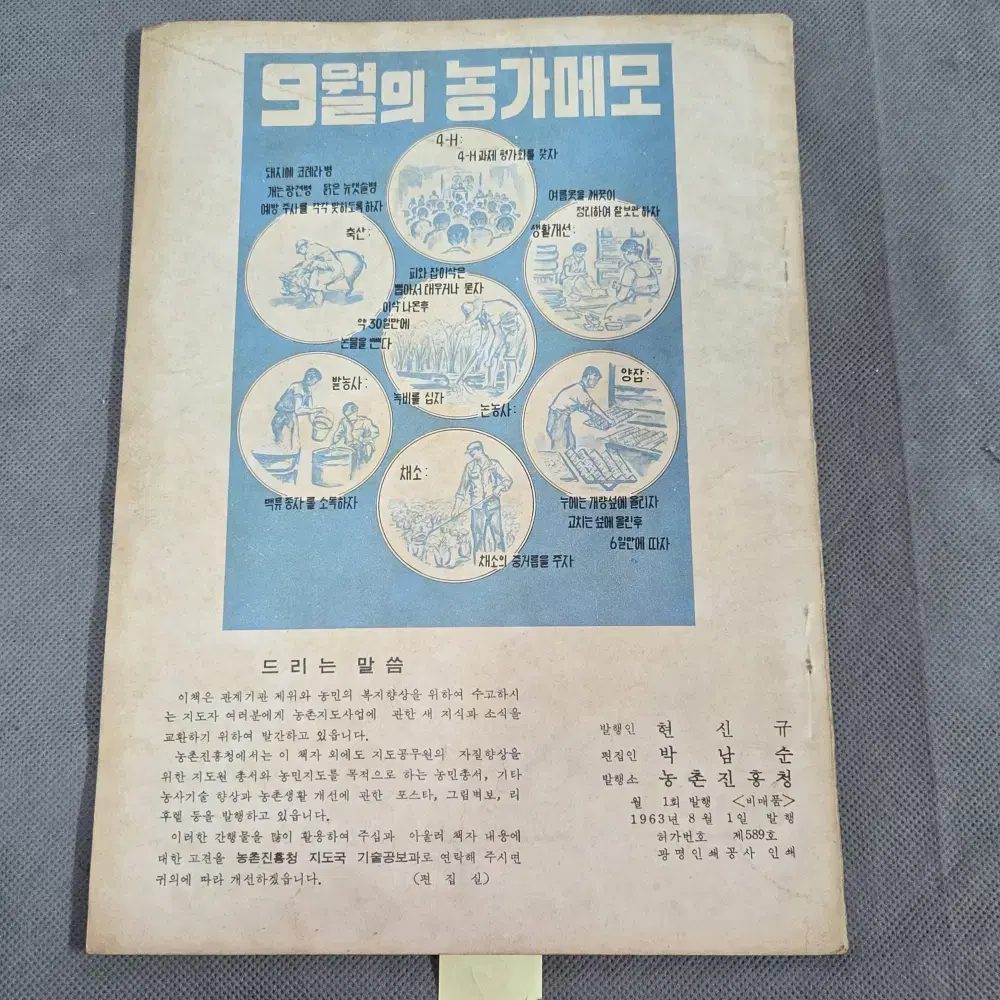 9월의 농가메모
4-H:
4-H과제 평가회를 갖자
돼지에 코레라병
개는광견병 닭은 뉴캣슬병
예방 주사를 각각 맞히도록 하자
축산:
여름옷을 깨끗이
정리하여 잘보관하자
생활개선:
피와 잡이삭은
뽑아서 태우거나 묻자
이삭 나온후
약 30일만에
논물을 뺀다
녹비를 심자
논농사:
밭농사:
맥류 종자를 소독하자
양잠:
누에는 개량섶에 올리자
고치는 섶에 올린후
6일만에 따자
채소:
채소의 중거름을 주자
드리는 말씀
이책은 관계기관 제위와 농민의 복지향상을 위하여 수고하시
는 지도자 여러분에게 농촌지도사업에 관한 새 지식과 소식을
교환하기 위하여 발간하고 있읍니다.
농촌진흥청에서는 이 책자 외에도 지도공무원의 자질향상을
위한 지도원 총서와 농민지도를 목적으로 하는 농민총서, 기타
농사기술 향상과 농촌생활 개선에 관한 포스타, 그림벽보, 리
후렡 등을 발행하고 있읍니다.
이러한 간행물을 많이 활용하여 주심과 아울러 책자 내용에
대한 고견을 농촌진흥청 지도국 기술공보과로 연락해 주시면
귀의에 따라 개선하겠읍니다. (편 집 실)
발행인 현 신 규
편집인 박 남 순
발행소 농촌진흥청
월 1회 발행 <비매품>
1963년 8월 1일 발행
허가번호 제589호
광명인쇄공사 인쇄